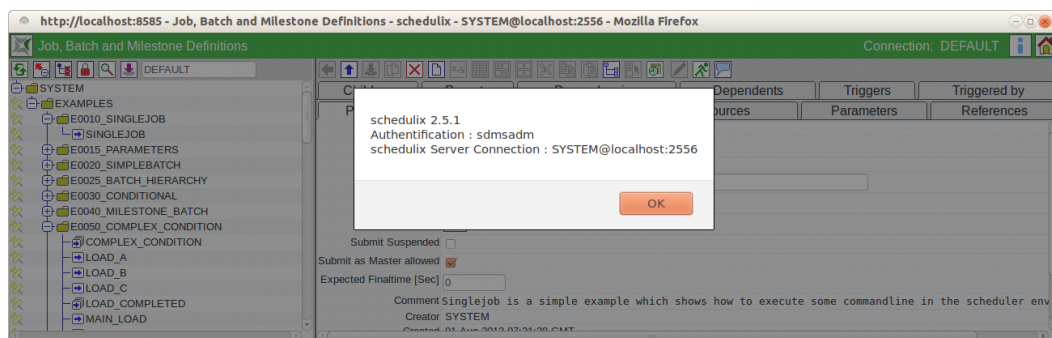 http://localhost:8585 - Job, Batch and Milestone Definitions - schedulix - SYSTEM@localhost:2556 - Mozilla Firefox
Job, Batch and Milestone Definitions
Connection: DEFAULT
DEFAULT
SYSTEM
EXAMPLES
E0010_SINGLEJOB
SINGLEJOB
E0015_PARAMETERS
E0020_SIMPLEBATCH
E0025_BATCH_HIERARCHY
E0030_CONDITIONAL
E0040_MILESTONE_BATCH
E0050_COMPLEX_CONDITION
COMPLEX_CONDITION
LOAD_A
LOAD_B
LOAD_C
LOAD_COMPLETED
MAIN_LOAD
Dependents Triggers Triggered by
Parameters References
schedulix 2.5.1
Authentification : sdmsadm
schedulix Server Connection : SYSTEM@localhost:2556
OK
Submit Suspended
Submit as Master allowed
Expected Finaltime [Sec] 0
Comment Singlejob is a simple example which shows how to execute some commandline in the scheduler env
Creator SYSTEM